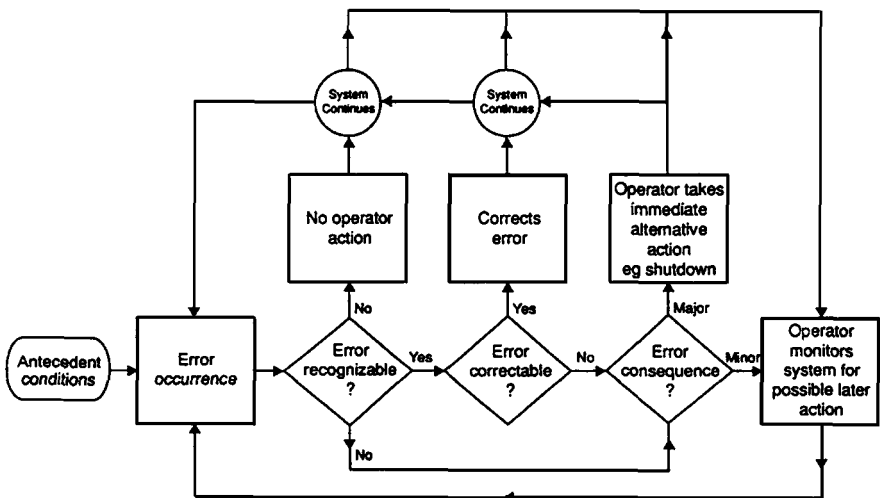 System
Continues
System
Continues
No operator
action
Corrects
error
Operator takes
immediate
alternative
action
eg shutdown
No
Yes
Major
Antecedent
conditions
Error
occurrence
Error
recognizable
?
Yes
Error
correctable
?
No
Error
consequence
?
Minor
Operator
monitors
system for
possible later
action
No